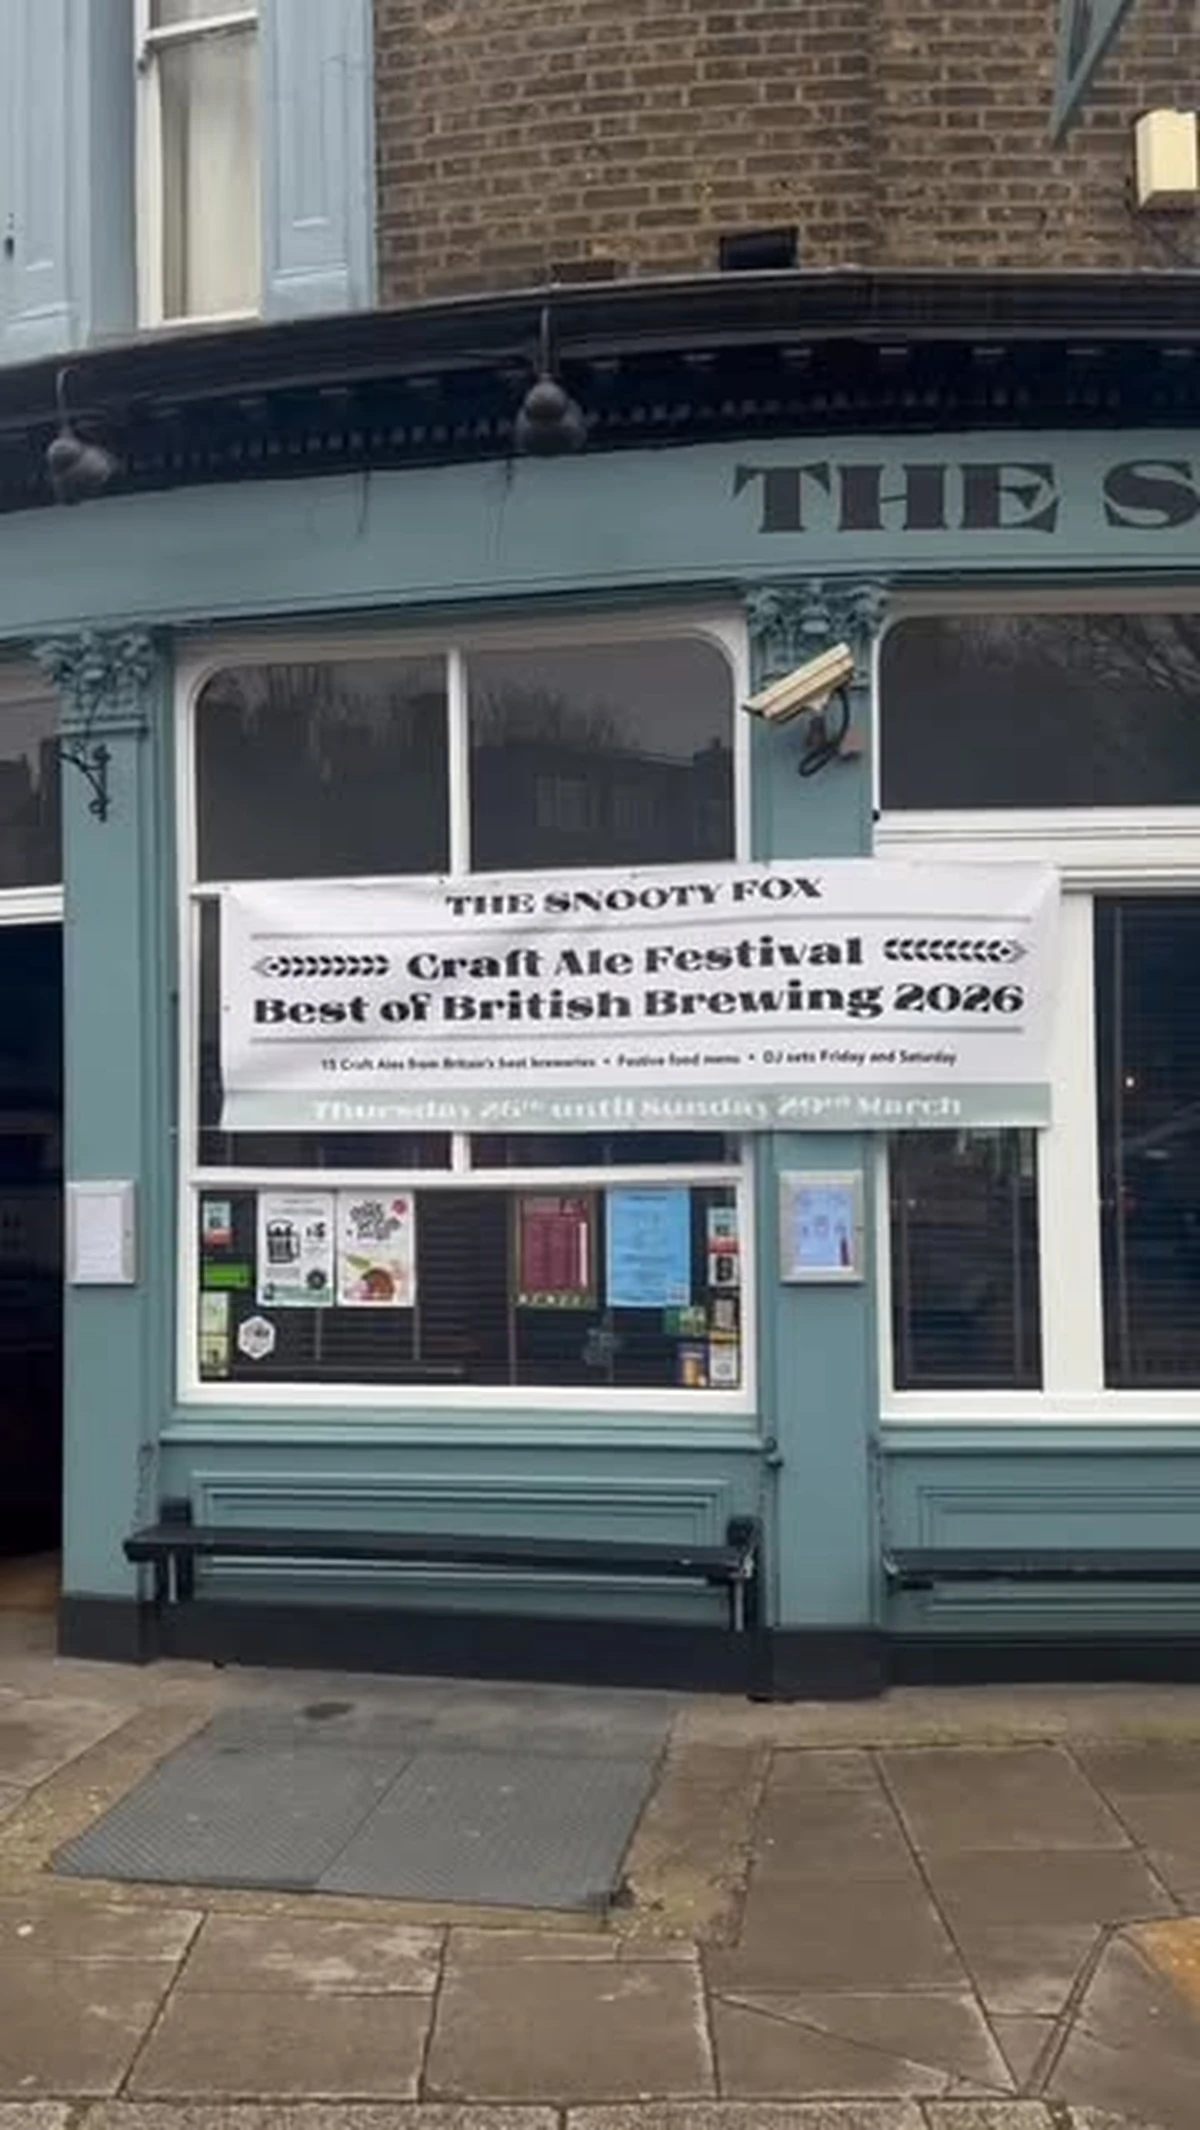 THE S
THE SNOOTY FOX
Craft Ale Festival
Best of British Brewing 2026
15 Craft Ales from Britain's best breweries • Festive food menu • DJ sets Friday and Saturday
Thursday 26th until Sunday 29th March